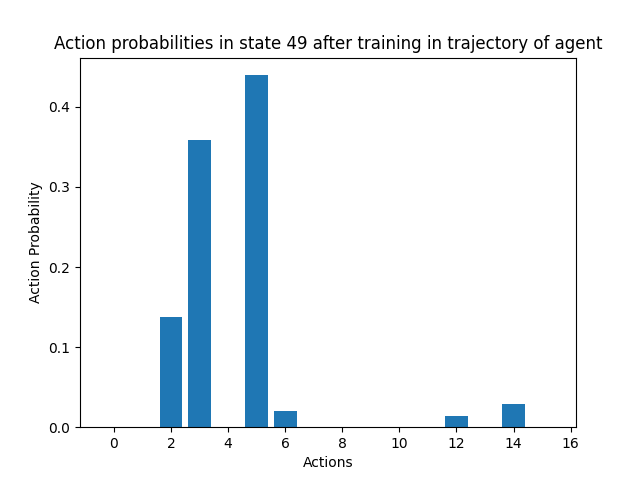 Action probabilities in state 49 after training in trajectory of agent
Action Probability
0.4
0.3
0.2
0.1
0.0
0 2 4 6 8 10 12 14 16
Actions